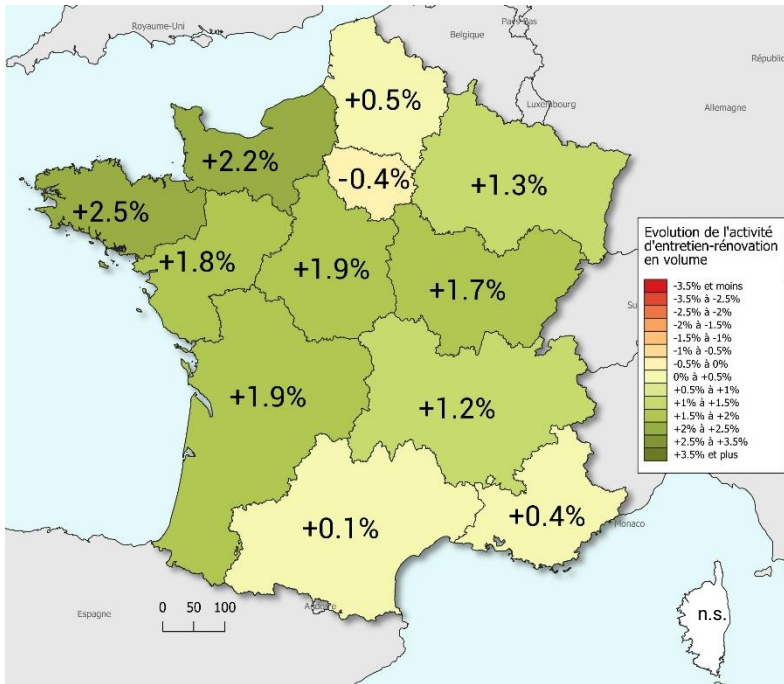 Royaume-Uni
Belgique
Pays-Bas
Républi
Luxembourg
Allemagne
+0.5%
+2.2%
-0.4%
+1.3%
+2.5%
+1.8%
+1.9%
+1.7%
Su
+1.9%
+1.2%
+0.1%
+0.4%
Monaco
Andorre
Espagne
0 50 100
n.s.
Evolution de l'activité
d'entretien-rénovation
en volume
-3.5% et moins
-3.5% à -2.5%
-2.5% à -2%
-2% à -1.5%
-1.5% à -1%
-1% à -0.5%
-0.5% à 0%
0% à +0.5%
+0.5% à +1%
+1% à +1.5%
+1.5% à +2%
+2% à +2.5%
+2.5% à +3.5%
+3.5% et plus